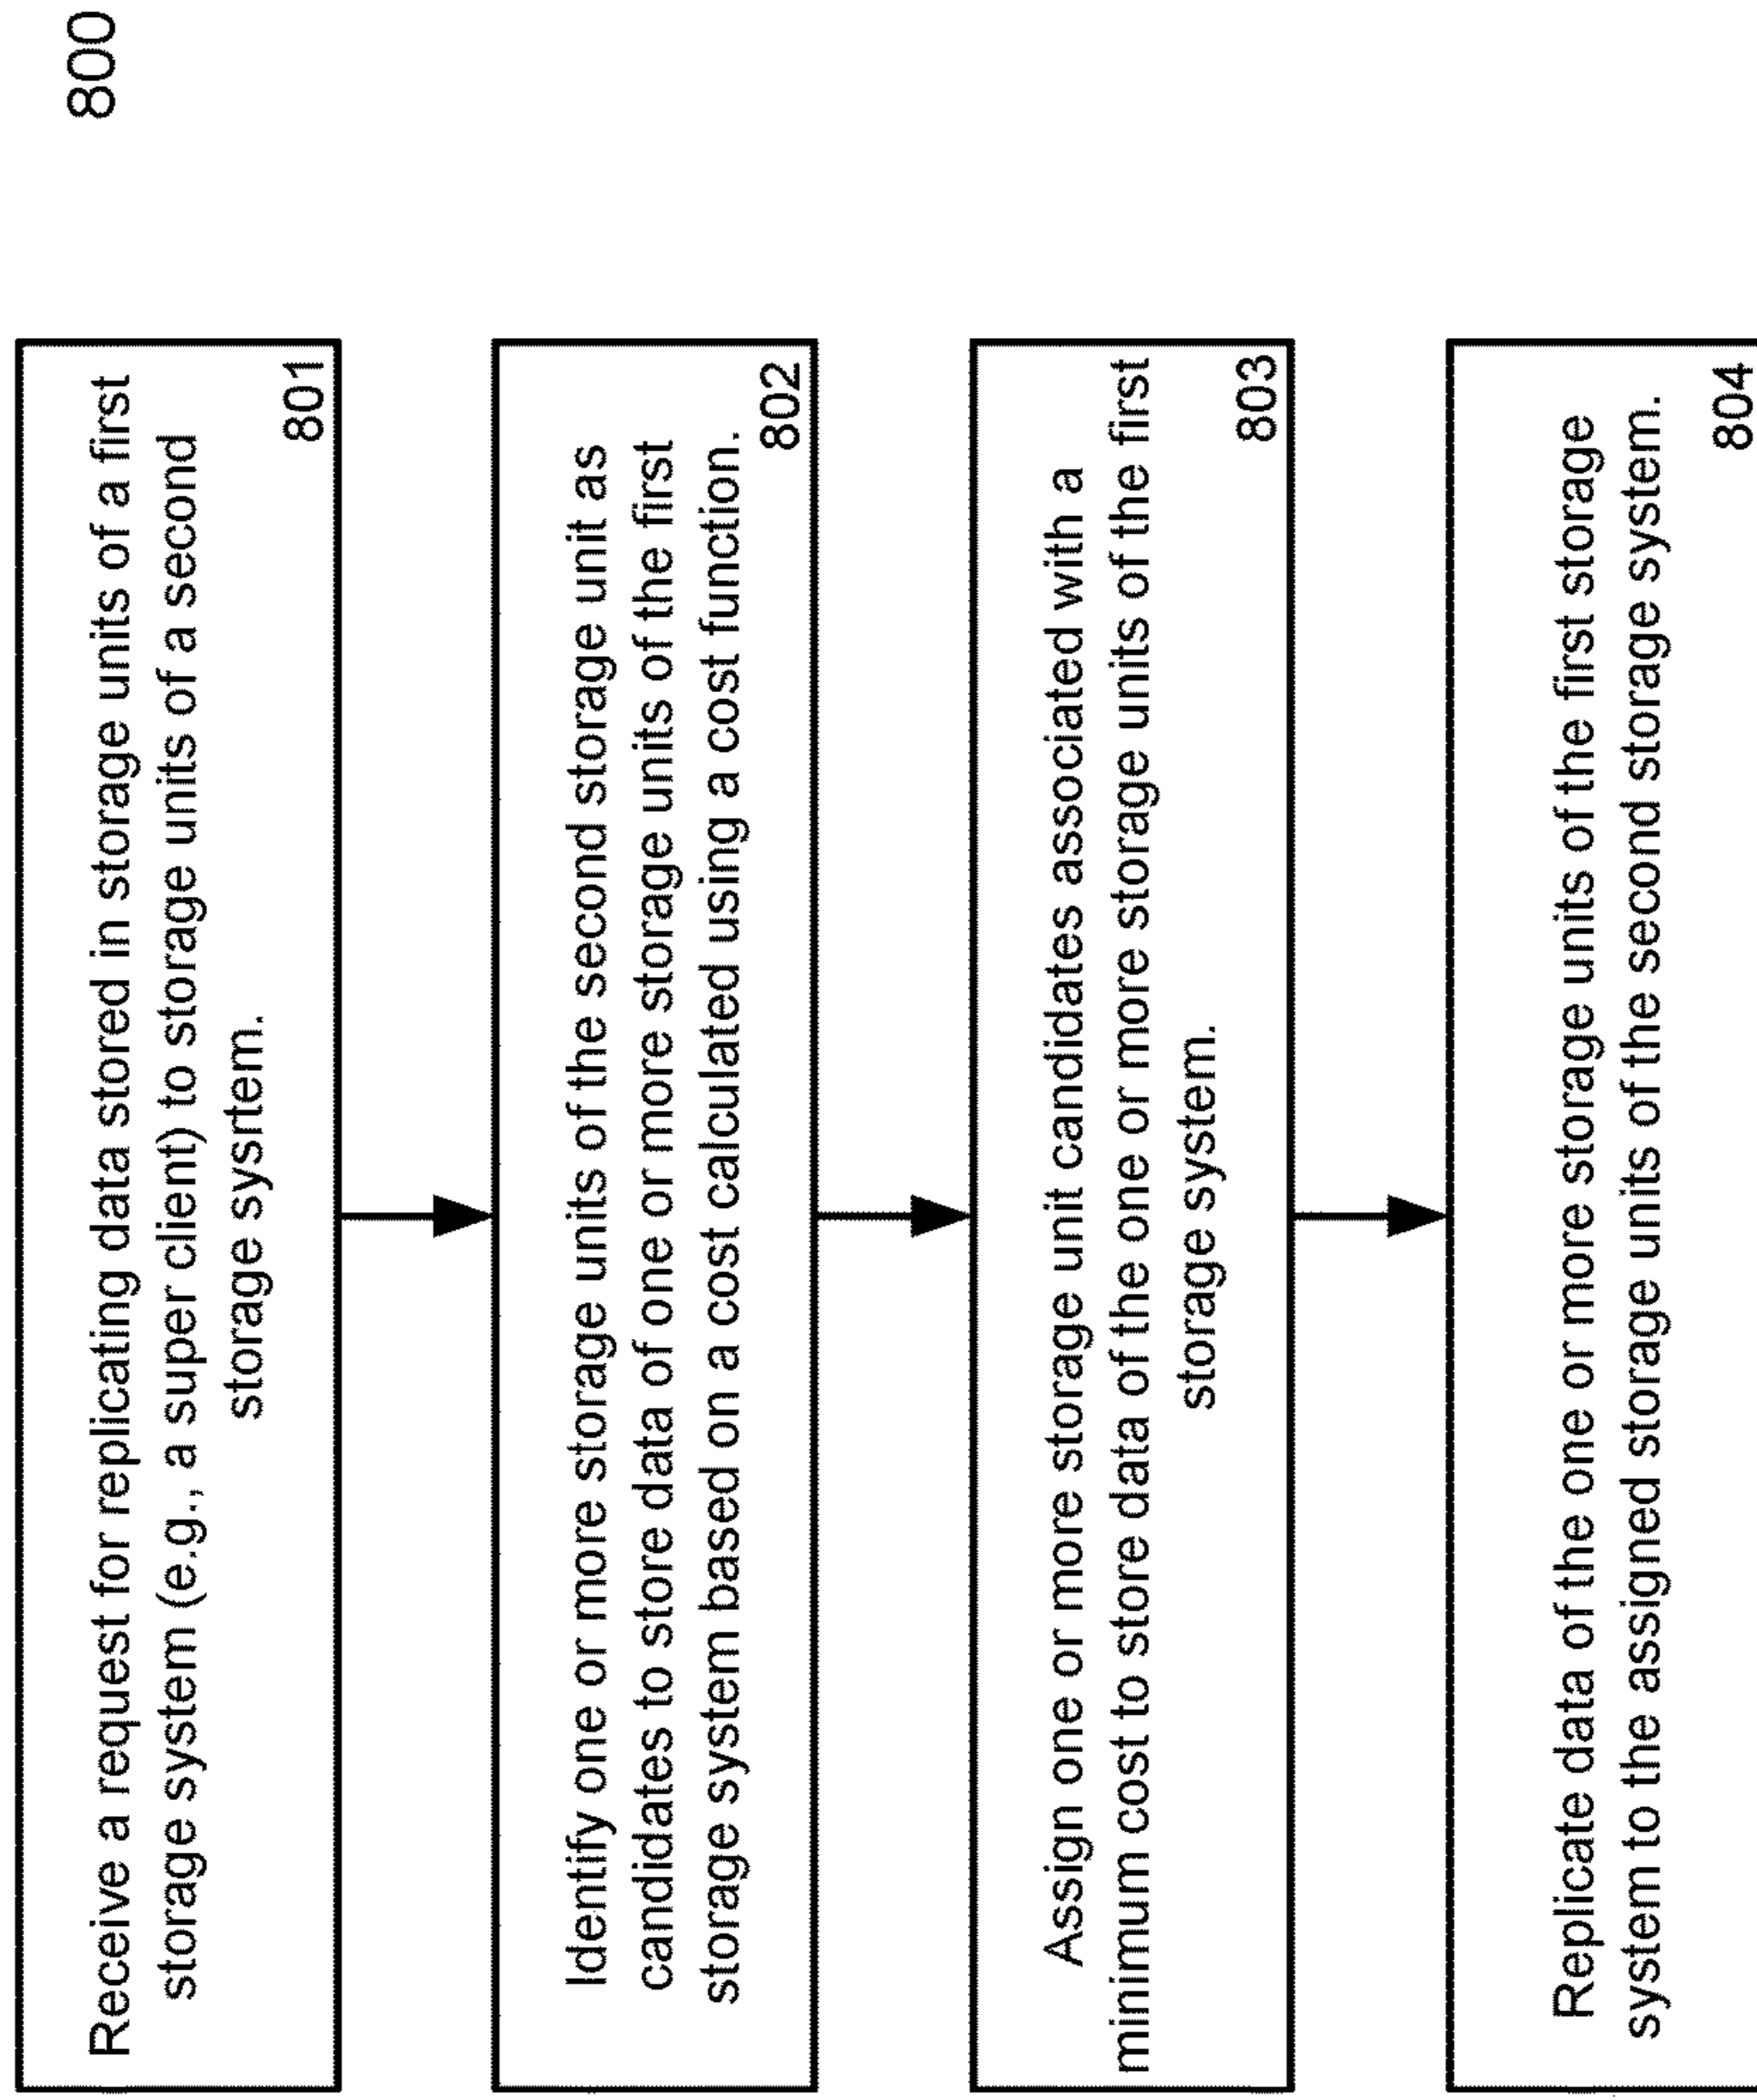 800
Receive a request for replicating data stored in storage units of a first
storage system (e.g., a super client) to storage units of a second
storage sysrtem.
801
Identify one or more storage units of the second storage unit as
candidates to store data of one or more storage units of the first
storage system based on a cost calculated using a cost function.
802
Assign one or more storage unit candidates associated with a
minimum cost to store data of the one or more storage units of the first
storage system.
803
Replicate data of the one or more storage units of the first storage
system to the assigned storage units of the second storage system.
804